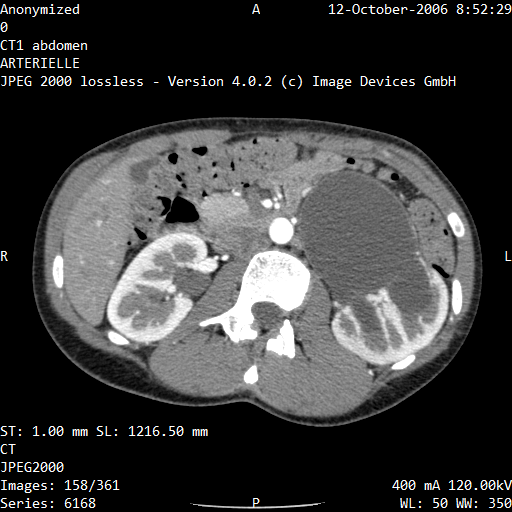 Anonymized A 12-October-2006 8:52:29
0
CT1 abdomen
ARTERIELLE
JPEG 2000 lossless - Version 4.0.2 (c) Image Devices GmbH
R L
ST: 1.00 mm SL: 1216.50 mm
CT
JPEG2000
Images: 158/361 400 mA 120.00kV
Series: 6168 P WL: 50 WW: 350